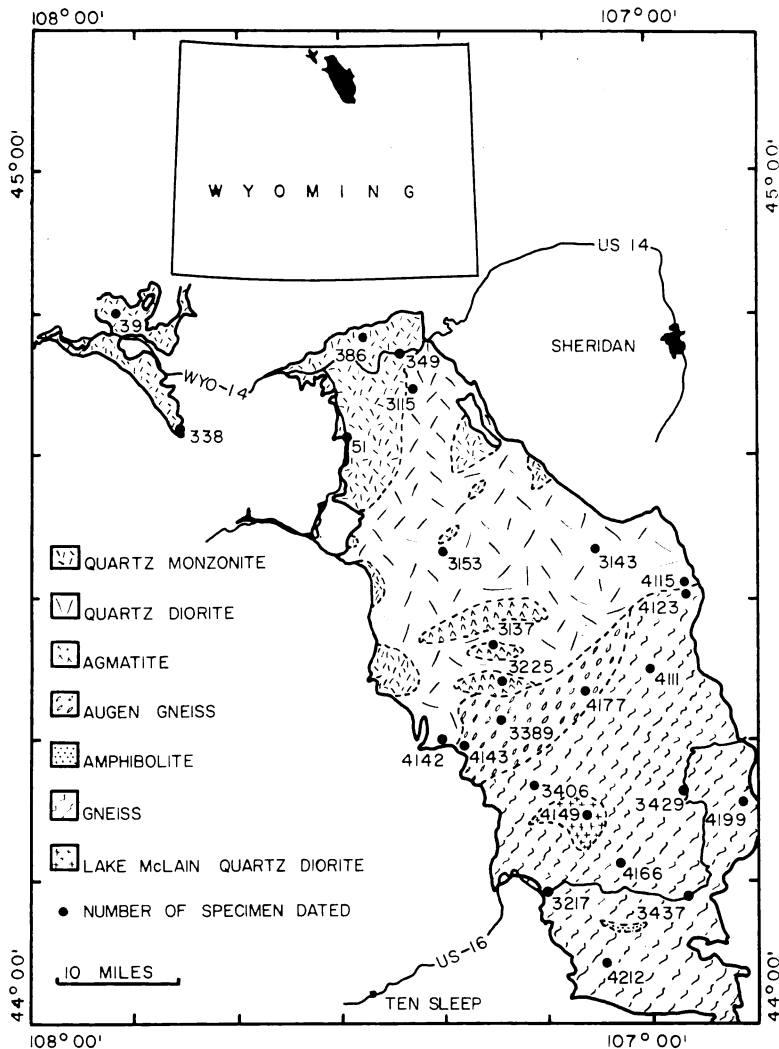 108° 00'
107° 00'
45° 00'
45° 00'
WYOMING
US 14
39
386
349
SHERIDAN
WYO-14
3115
338
51
QUARTZ MONZONITE
3153
3143
4115
QUARTZ DIORITE
4123
3137
AGMATITE
3225
4111
4177
AUGEN GNEISS
3389
4142
4143
AMPHIBOLITE
3406
3429
GNEISS
4149
4199
LAKE McLAIN QUARTZ DIORITE
4166
NUMBER OF SPECIMEN DATED
3217
3437
10 MILES
US-16
4212
44° 00'
44° 00'
TEN SLEEP
108° 00'
107° 00'